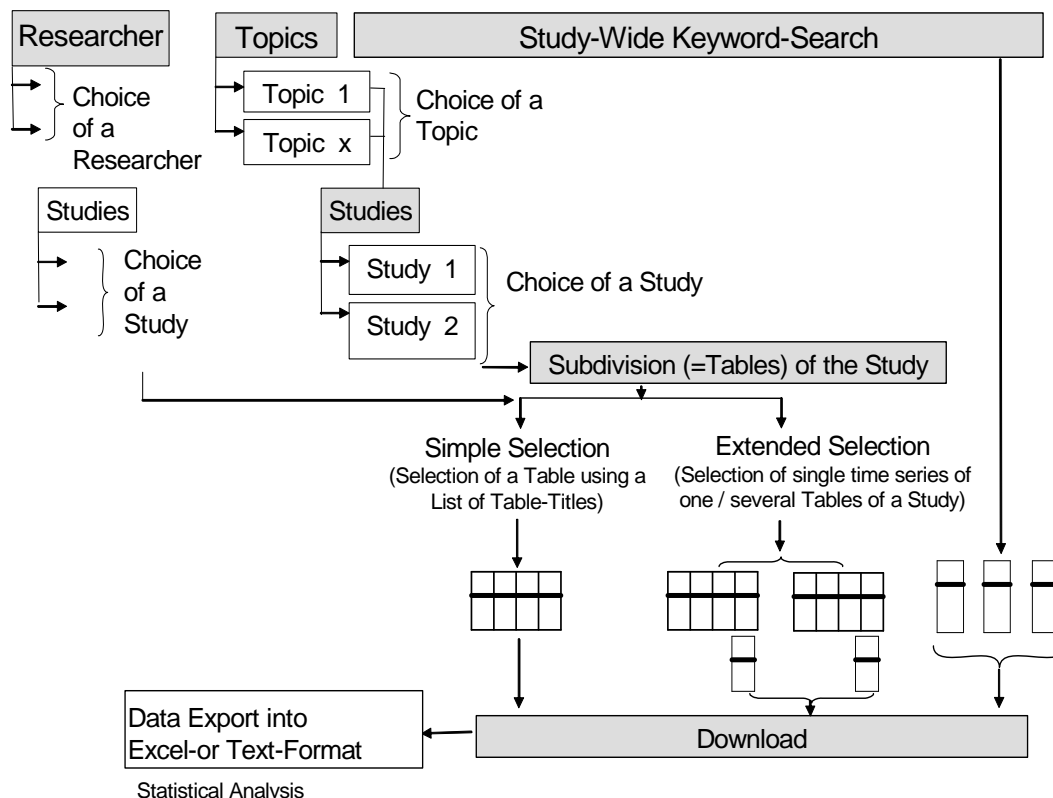 Researcher
Topics
Study-Wide Keyword-Search
Choice
of a
Researcher
Topic 1
Topic x
Choice of a
Topic
Studies
Choice
of a
Study
Studies
Study 1
Study 2
Choice of a Study
Subdivision (=Tables) of the Study
Simple Selection
(Selection of a Table using a
List of Table-Titles)
Extended Selection
(Selection of single time series of
one / several Tables of a Study)
Data Export into
Excel-or Text-Format
Download
Statistical Analysis